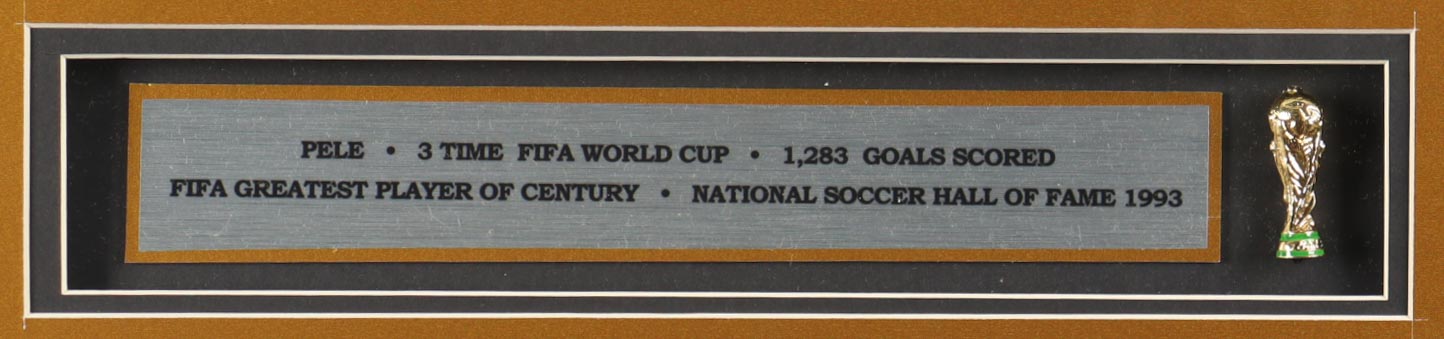 PELE • 3 TIME FIFA WORLD CUP • 1,283 GOALS SCORED
FIFA GREATEST PLAYER OF CENTURY • NATIONAL SOCCER HALL OF FAME 1993